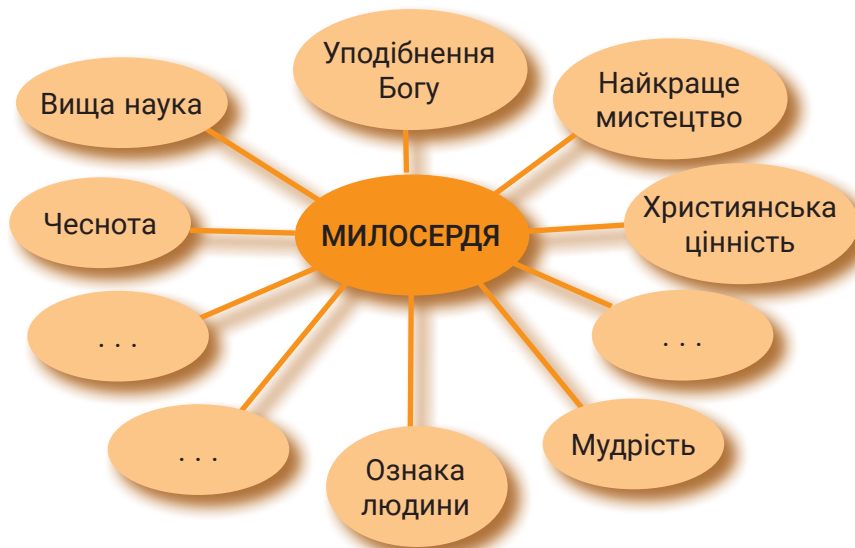 Уподібнення
Богу
Вища наука
Найкраще
мистецтво
Чеснота
МИЛОСЕРДЯ
Християнська
цінність
. . .
. . .
. . .
Мудрість
Ознака
людини